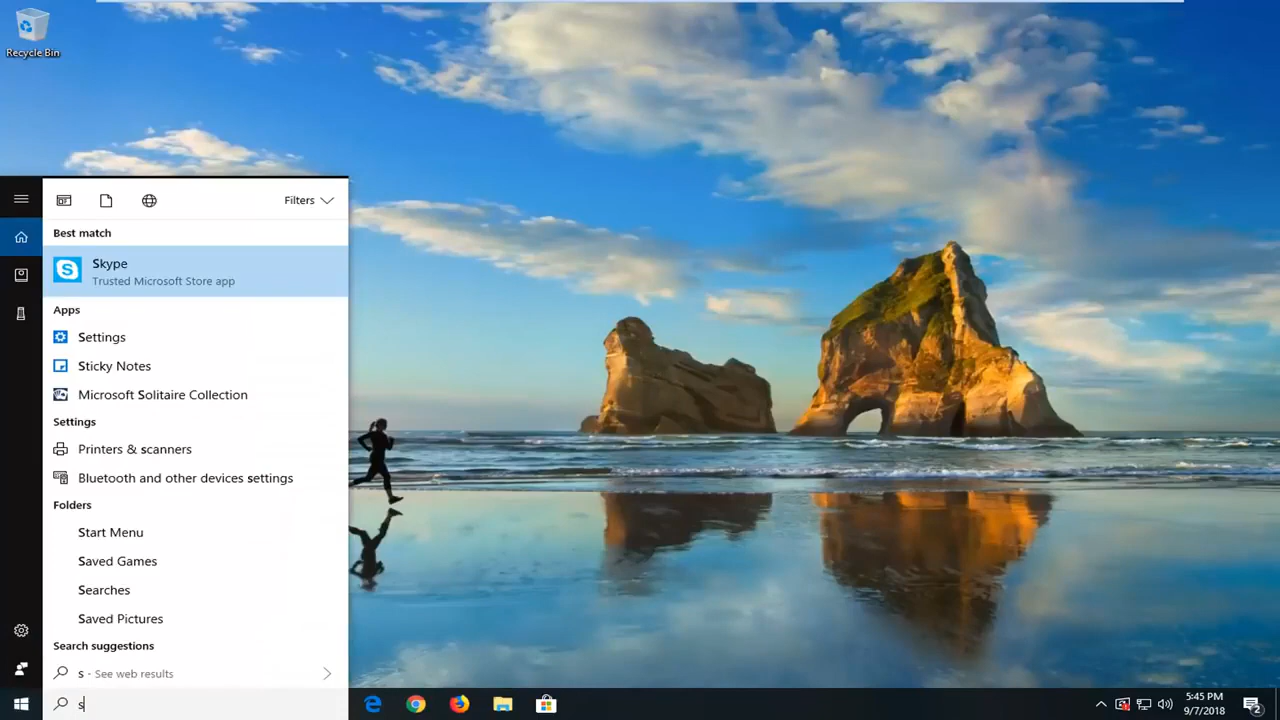 Recycle Bin
Filters
Best match
Skype
Trusted Microsoft Store app
Apps
Settings
Sticky Notes
Microsoft Solitaire Collection
Settings
Printers & scanners
Bluetooth and other devices settings
Folders
Start Menu
Saved Games
Searches
Saved Pictures
Search suggestions
s - See web results
s
5:45 PM
9/7/2018
2